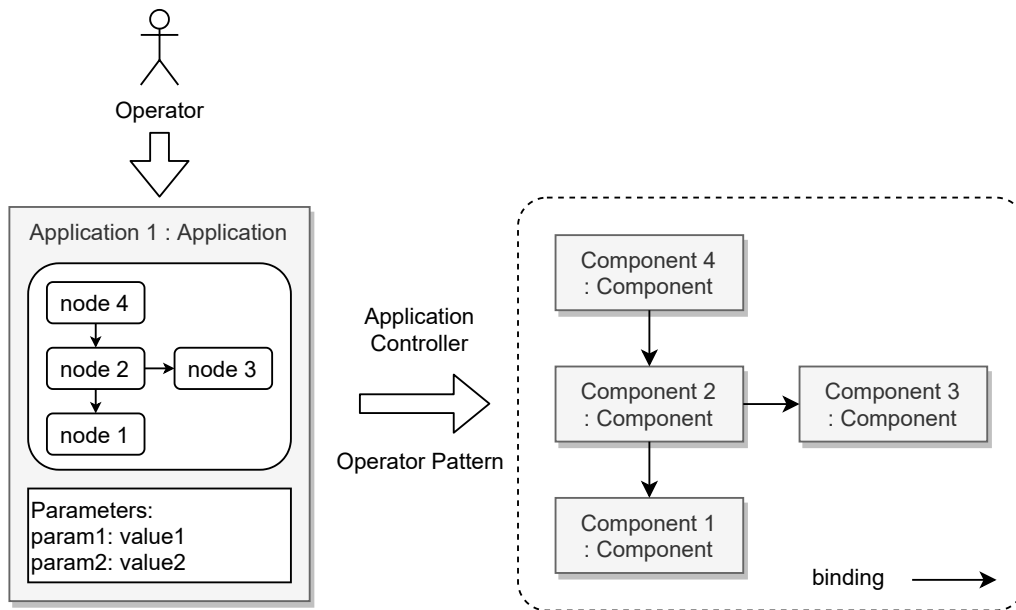 Operator
Application 1 : Application
node 4
node 2
node 3
node 1
Parameters:
param1: value1
param2: value2
Application
Controller
Operator Pattern
Component 4
: Component
Component 2
: Component
Component 3
: Component
Component 1
: Component
binding